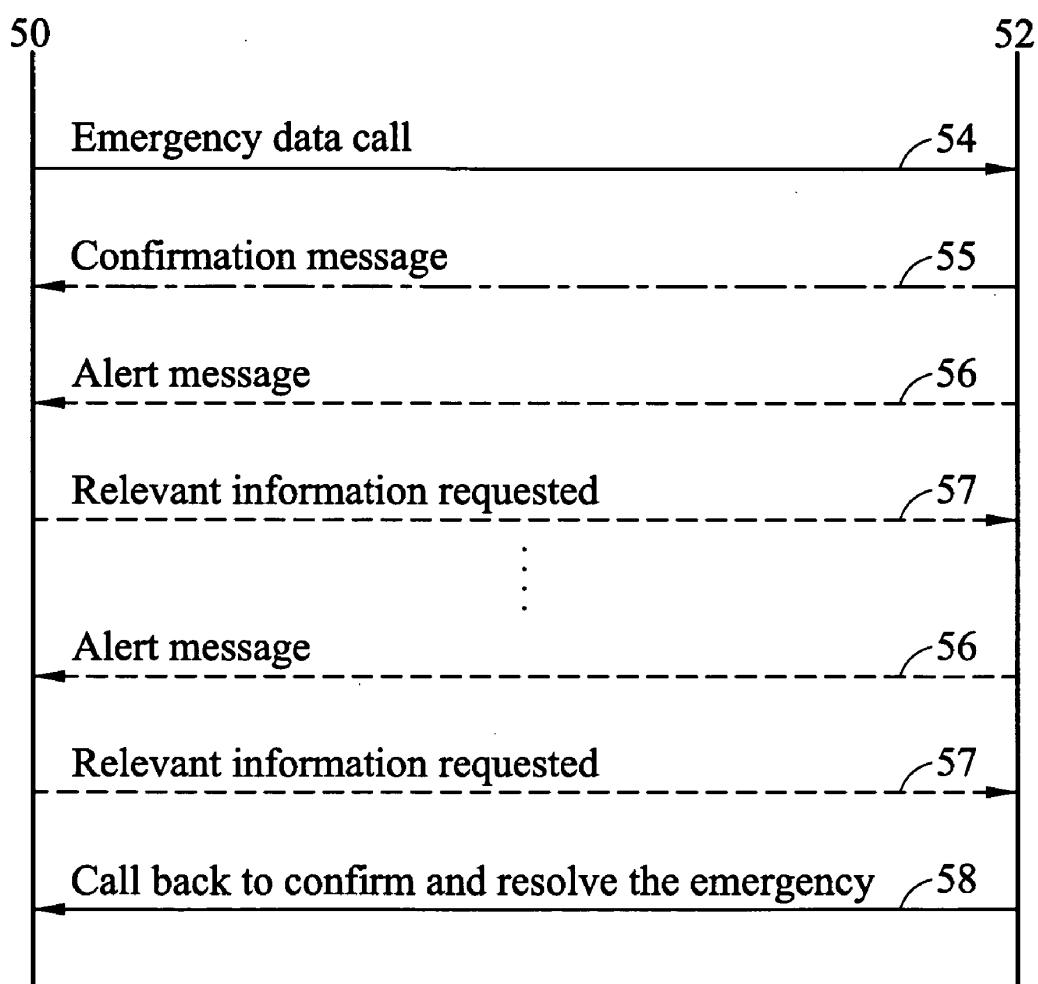 50
52
Emergency data call
54
Confirmation message
55
Alert message
56
Relevant information requested
57
Alert message
56
Relevant information requested
57
Call back to confirm and resolve the emergency
58